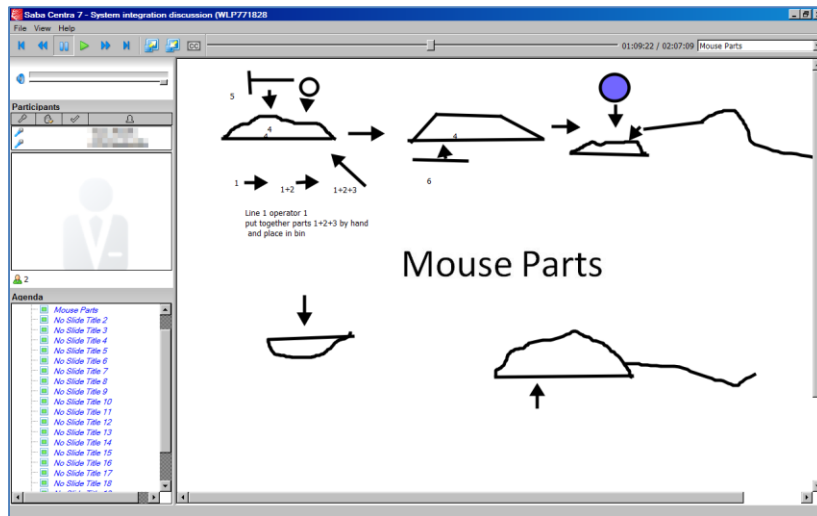 Saba Centra 7 - System integration discussion (WLP771828
File View Help
CC
01:09:22 / 02:07:09
Mouse Parts
Participants
2
Agenda
Mouse Parts
No Slide Title 2
No Slide Title 3
No Slide Title 4
No Slide Title 5
No Slide Title 6
No Slide Title 7
No Slide Title 8
No Slide Title 9
No Slide Title 10
No Slide Title 11
No Slide Title 12
No Slide Title 13
No Slide Title 14
No Slide Title 15
No Slide Title 16
No Slide Title 17
No Slide Title 18
5
4
4
6
1
1+2
1+2+3
Line 1 operator 1
put together parts 1+2+3 by hand
and place in bin
Mouse Parts